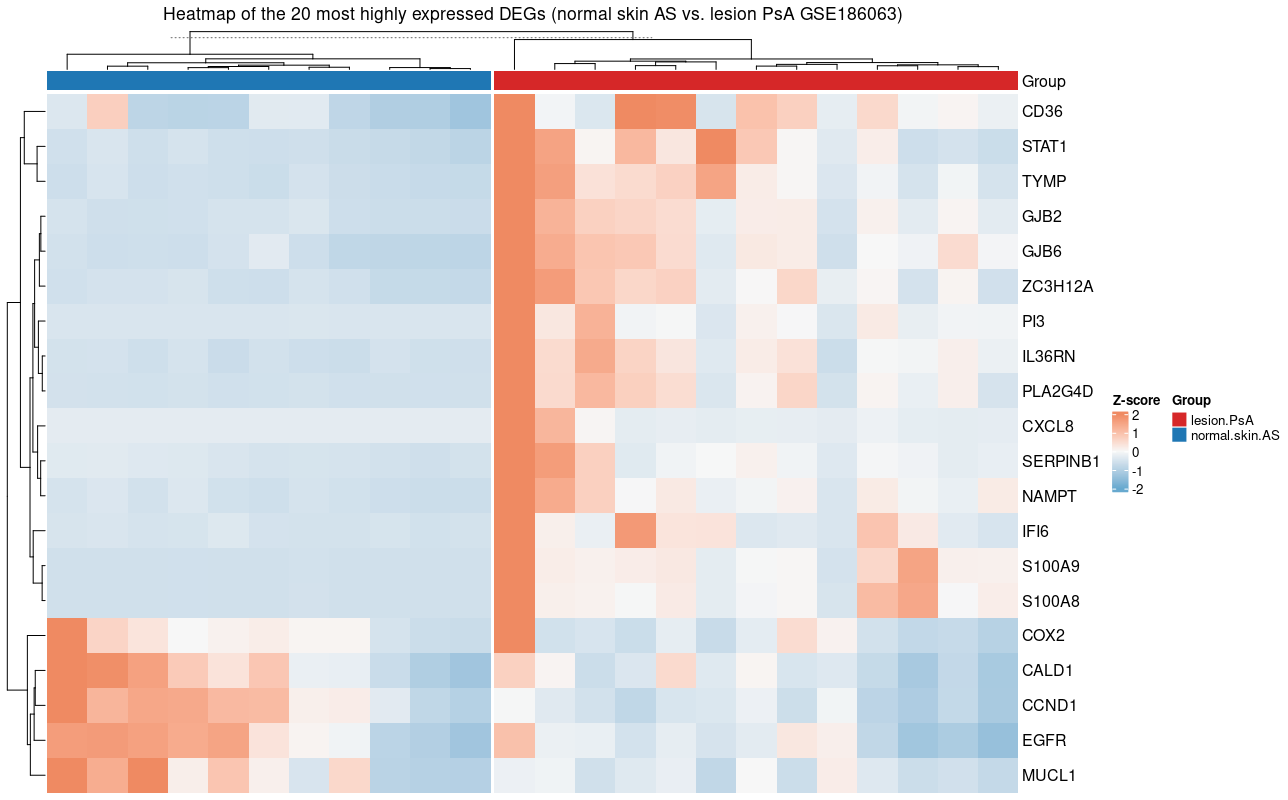 Heatmap of the 20 most highly expressed DEGs (normal skin AS vs. lesion PsA GSE186063)
Group
CD36
STAT1
TYMP
GJB2
GJB6
ZC3H12A
PI3
IL36RN
PLA2G4D
CXCL8
SERPINB1
NAMPT
IFI6
S100A9
S100A8
COX2
CALD1
CCND1
EGFR
MUCL1
Z-score
2
1
0
-1
-2
Group
lesion.PsA
normal.skin.AS